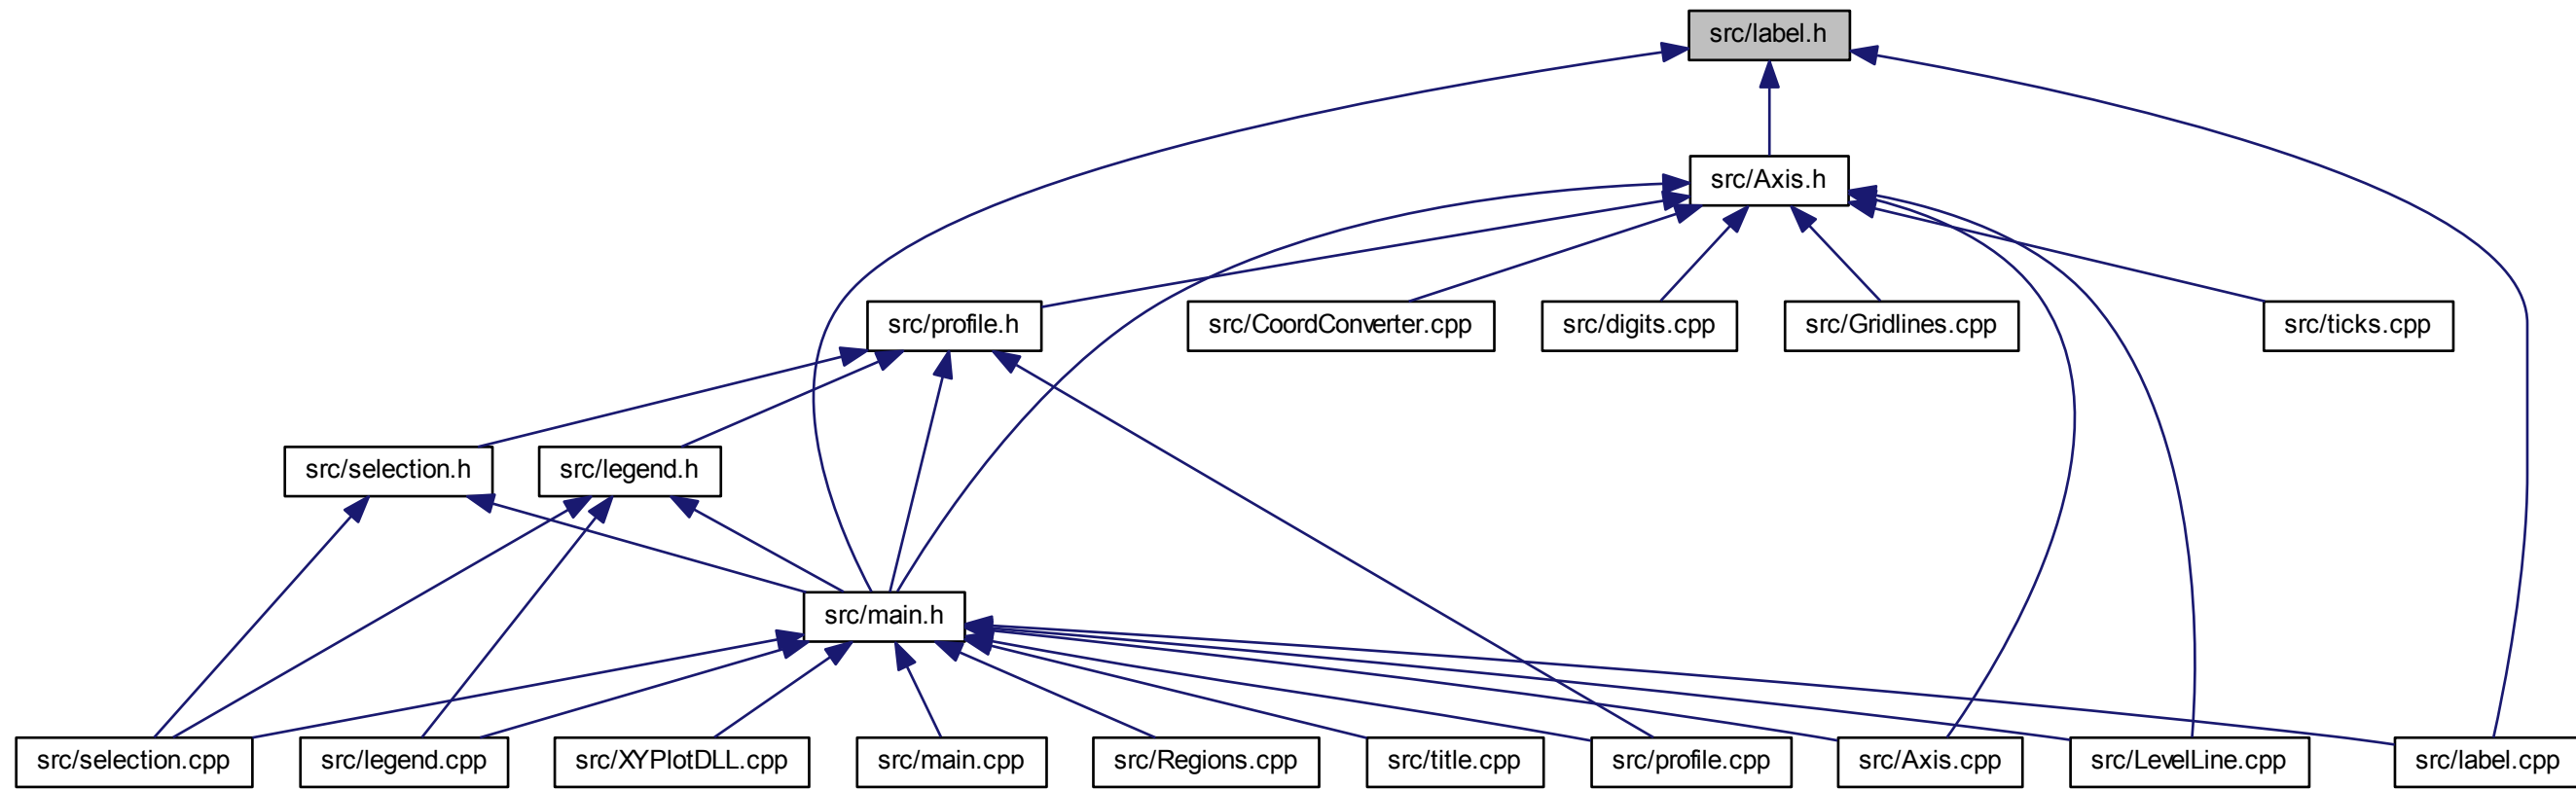 src/label.h
src/Axis.h
src/profile.h
src/CoordConverter.cpp
src/digits.cpp
src/Gridlines.cpp
src/ticks.cpp
src/selection.h
src/legend.h
src/main.h
src/selection.cpp
src/legend.cpp
src/XYPlotDLL.cpp
src/main.cpp
src/Regions.cpp
src/title.cpp
src/profile.cpp
src/Axis.cpp
src/LevelLine.cpp
src/label.cpp